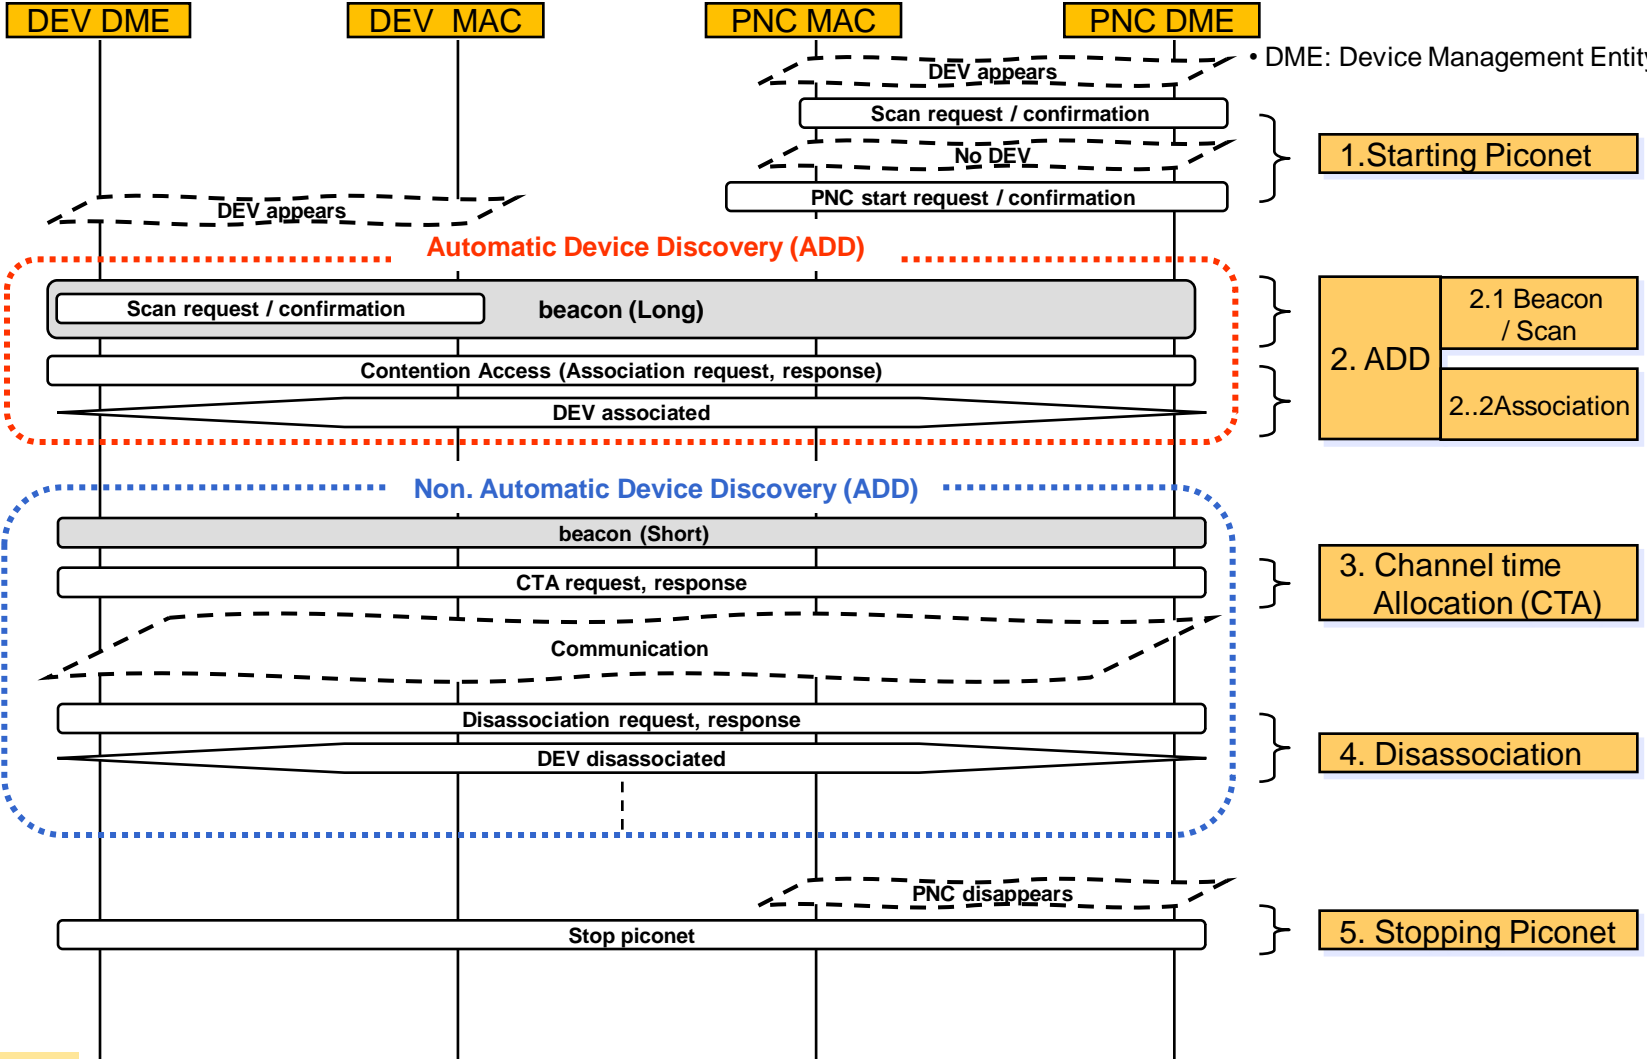 DEV DME
DEV MAC
PNC MAC
PNC DME
DEV appears
• DME: Device Management Entity
Scan request / confirmation
No DEV
1.Starting Piconet
PNC start request / confirmation
DEV appears
Automatic Device Discovery (ADD)
Scan request / confirmation
beacon (Long)
2. ADD
2.1 Beacon
/ Scan
Contention Access (Association request, response)
DEV associated
2..2Association
Non. Automatic Device Discovery (ADD)
beacon (Short)
CTA request, response
3. Channel time
Allocation (CTA)
Communication
Disassociation request, response
DEV disassociated
4. Disassociation
PNC disappears
Stop piconet
5. Stopping Piconet